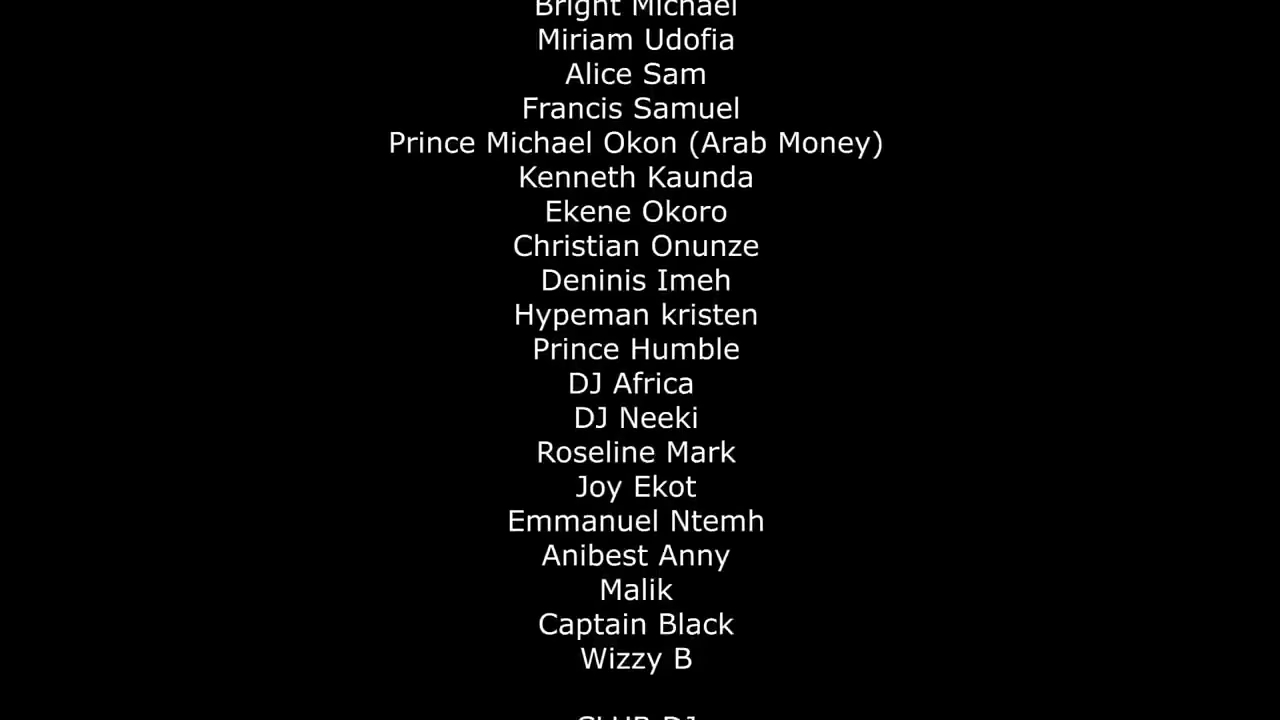 Bright Michael
Miriam Udofia
Alice Sam
Francis Samuel
Prince Michael Okon (Arab Money)
Kenneth Kaunda
Ekene Okoro
Christian Onunze
Deninis Imeh
Hypeman kristen
Prince Humble
DJ Africa
DJ Neeki
Roseline Mark
Joy Ekot
Emmanuel Ntemh
Anibest Anny
Malik
Captain Black
Wizzy B
CLUB DJ